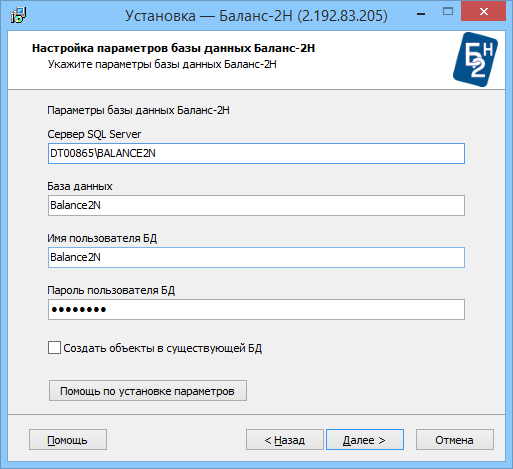 Установка — Баланс-2Н (2.192.83.205)
Настройка параметров базы данных Баланс-2Н
Укажите параметры базы данных Баланс-2Н
Б Н 2
Параметры базы данных Баланс-2Н
Сервер SQL Server
DT00865\BALANCE2N
База данных
Balance2N
Имя пользователя БД
Balance2N
Пароль пользователя БД
••••••••
Создать объекты в существующей БД
Помощь по установке параметров
Помощь
< Назад
Далее >
Отмена